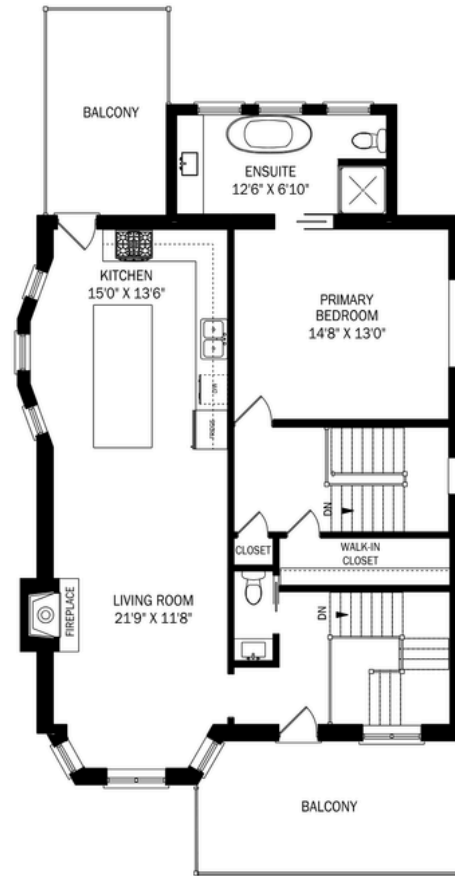 BALCONY
ENSUITE
12'6" X 6'10"
KITCHEN
15'0" X 13'6"
PRIMARY
BEDROOM
14'8" X 13'0"
DN
CLOSET
WALK-IN
CLOSET
LIVING ROOM
21'9" X 11'8"
FIREPLACE
DN
BALCONY